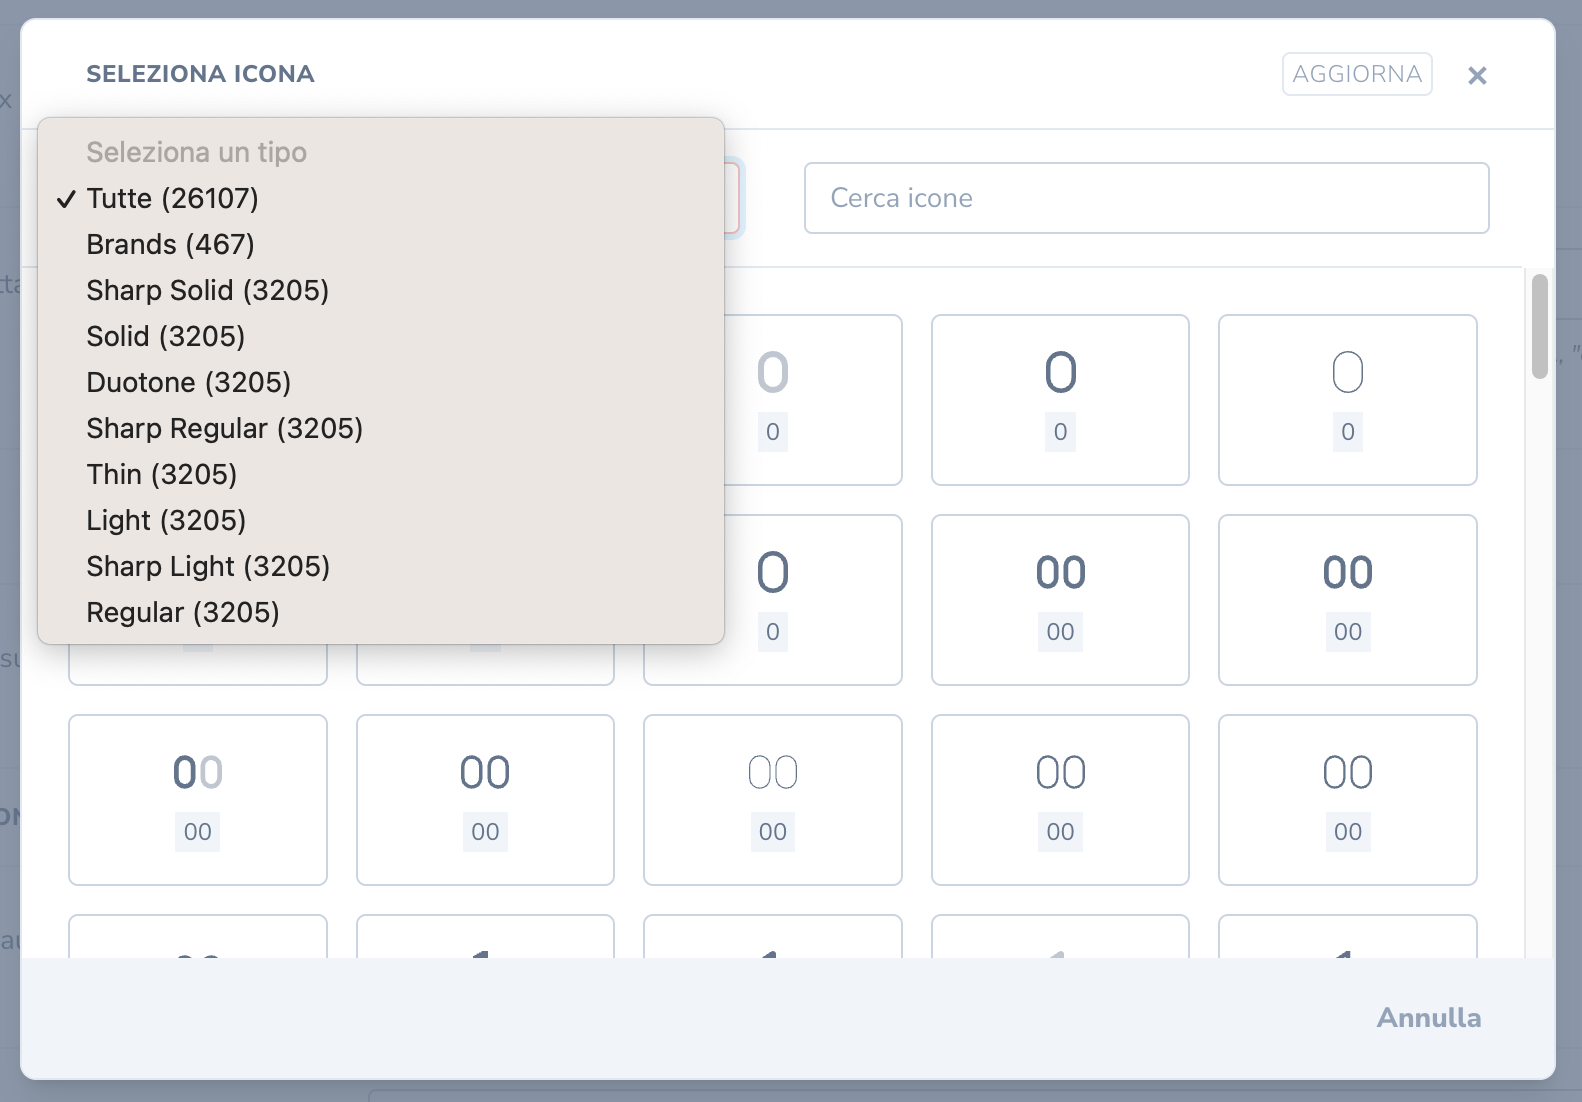 SELEZIONA ICONA
AGGIORNA
Seleziona un tipo
Tutte (26107)
Brands (467)
Sharp Solid (3205)
Solid (3205)
Duotone (3205)
Sharp Regular (3205)
Thin (3205)
Light (3205)
Sharp Light (3205)
Regular (3205)
Cerca icone
0 0 0
0 0 0
0 00 00
0 00 00
00 00 00 00 00
00 00 00 00 00
Annulla